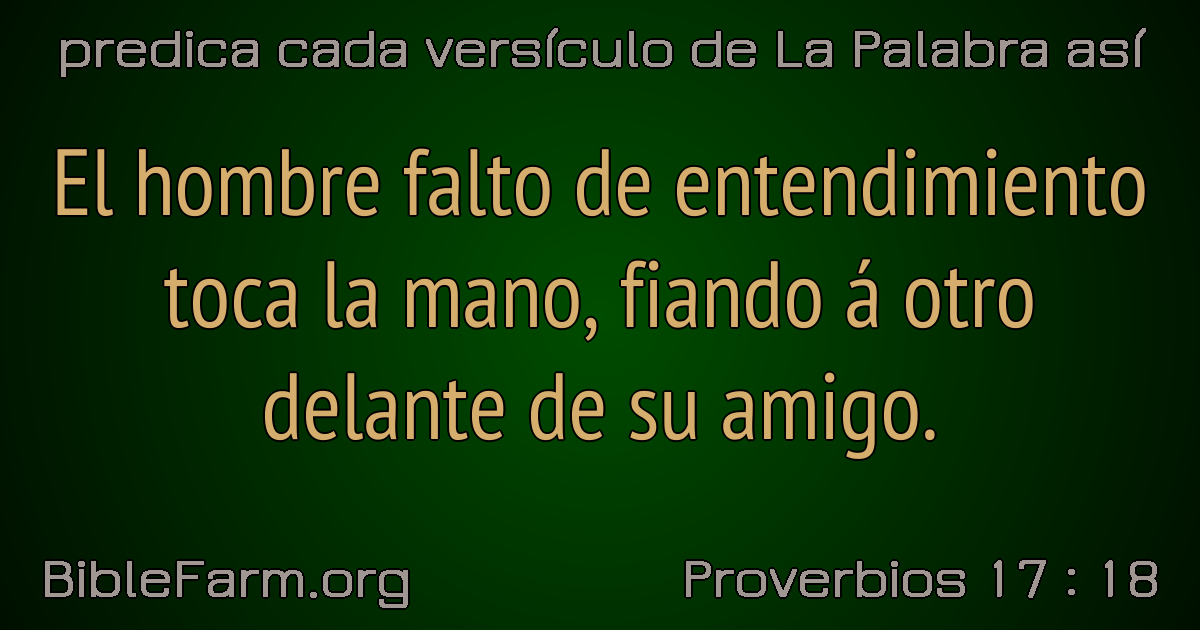 predica cada versículo de La Palabra así
El hombre falto de entendimiento
toca la mano, fiando á otro
delante de su amigo.
BibleFarm.org
Proverbios 17 : 18